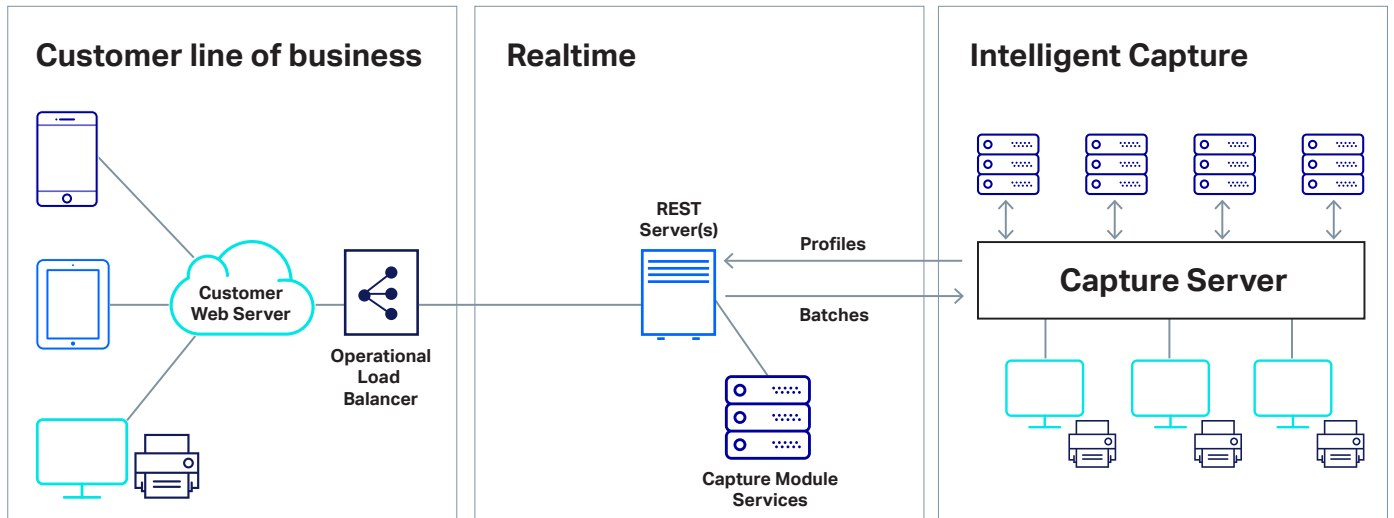 Customer line of business
Customer
Web Server
Operational
Load
Balancer
Realtime
REST
Server(s)
Profiles
Batches
Capture Module
Services
Intelligent Capture
Capture Server